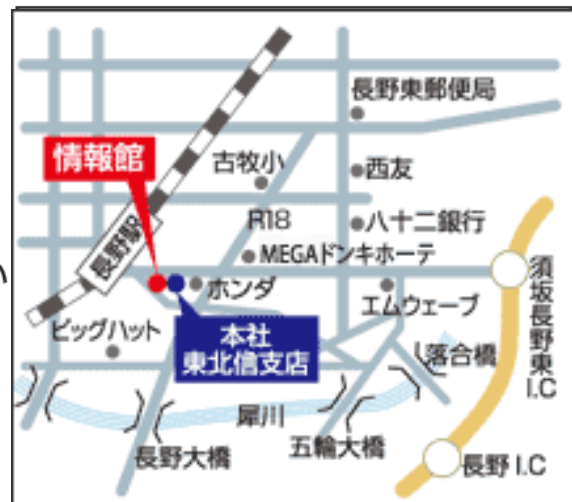 長野東郵便局
情報館
古牧小
西友
R18
八十二銀行
長野駅
MEGAドンキホーテ
ホンダ
エムウェーブ
須坂長野東I.C
ビッグハット
本社
東北信支店
落合橋
犀川
長野大橋
五輪大橋
長野I.C